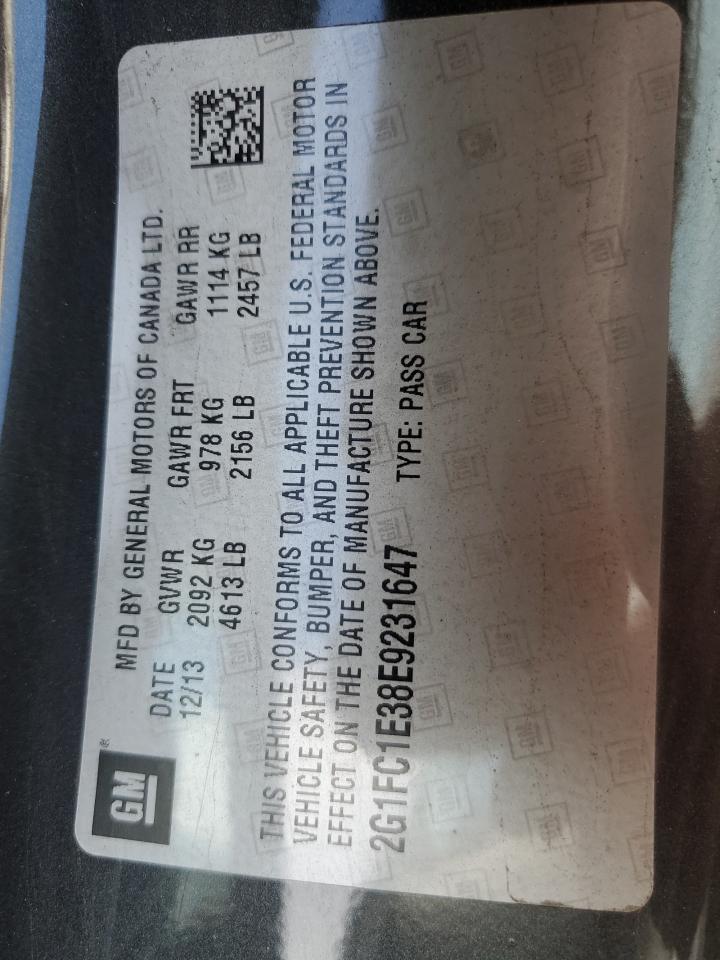 GM®
MFD BY GENERAL MOTORS OF CANADA LTD.
DATE GVWR GAWR FRT GAWR RR
12/13 2092 KG 978 KG 1114 KG
4613 LB 2156 LB 2457 LB
THIS VEHICLE CONFORMS TO ALL APPLICABLE U.S. FEDERAL MOTOR
VEHICLE SAFETY, BUMPER, AND THEFT PREVENTION STANDARDS IN
EFFECT ON THE DATE OF MANUFACTURE SHOWN ABOVE.
2G1FC1E38E9231647 TYPE: PASS CAR